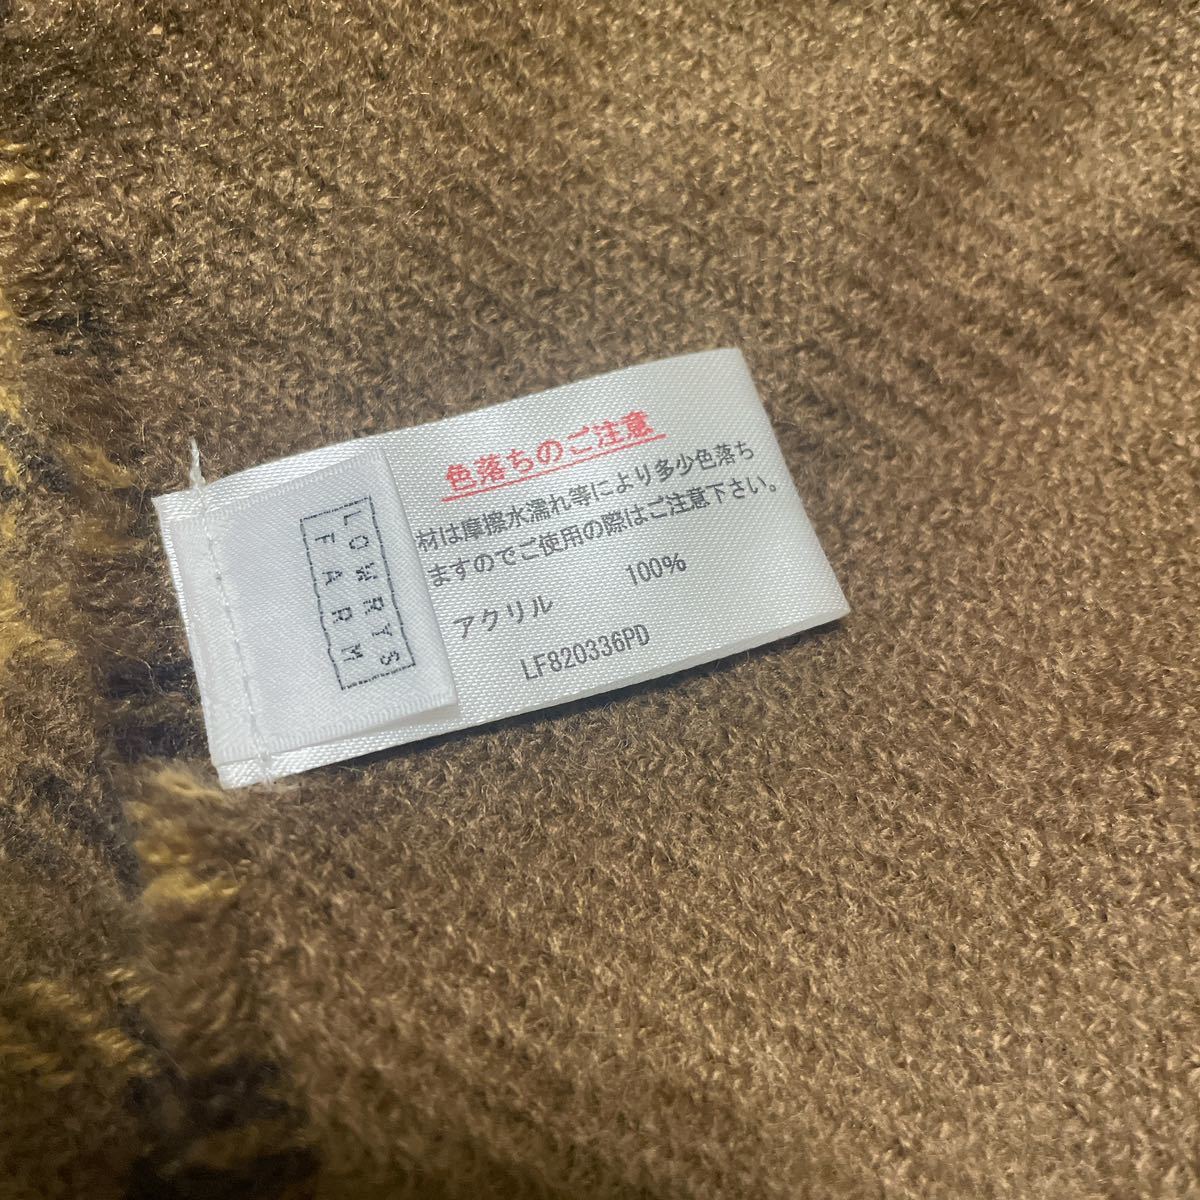 色落ちのご注意
材は摩擦水濡れ等により多少色落ち
ますのでご使用の際はご注意下さい。
アクリル 100%
LF820336PD
LOWRYS
FARM